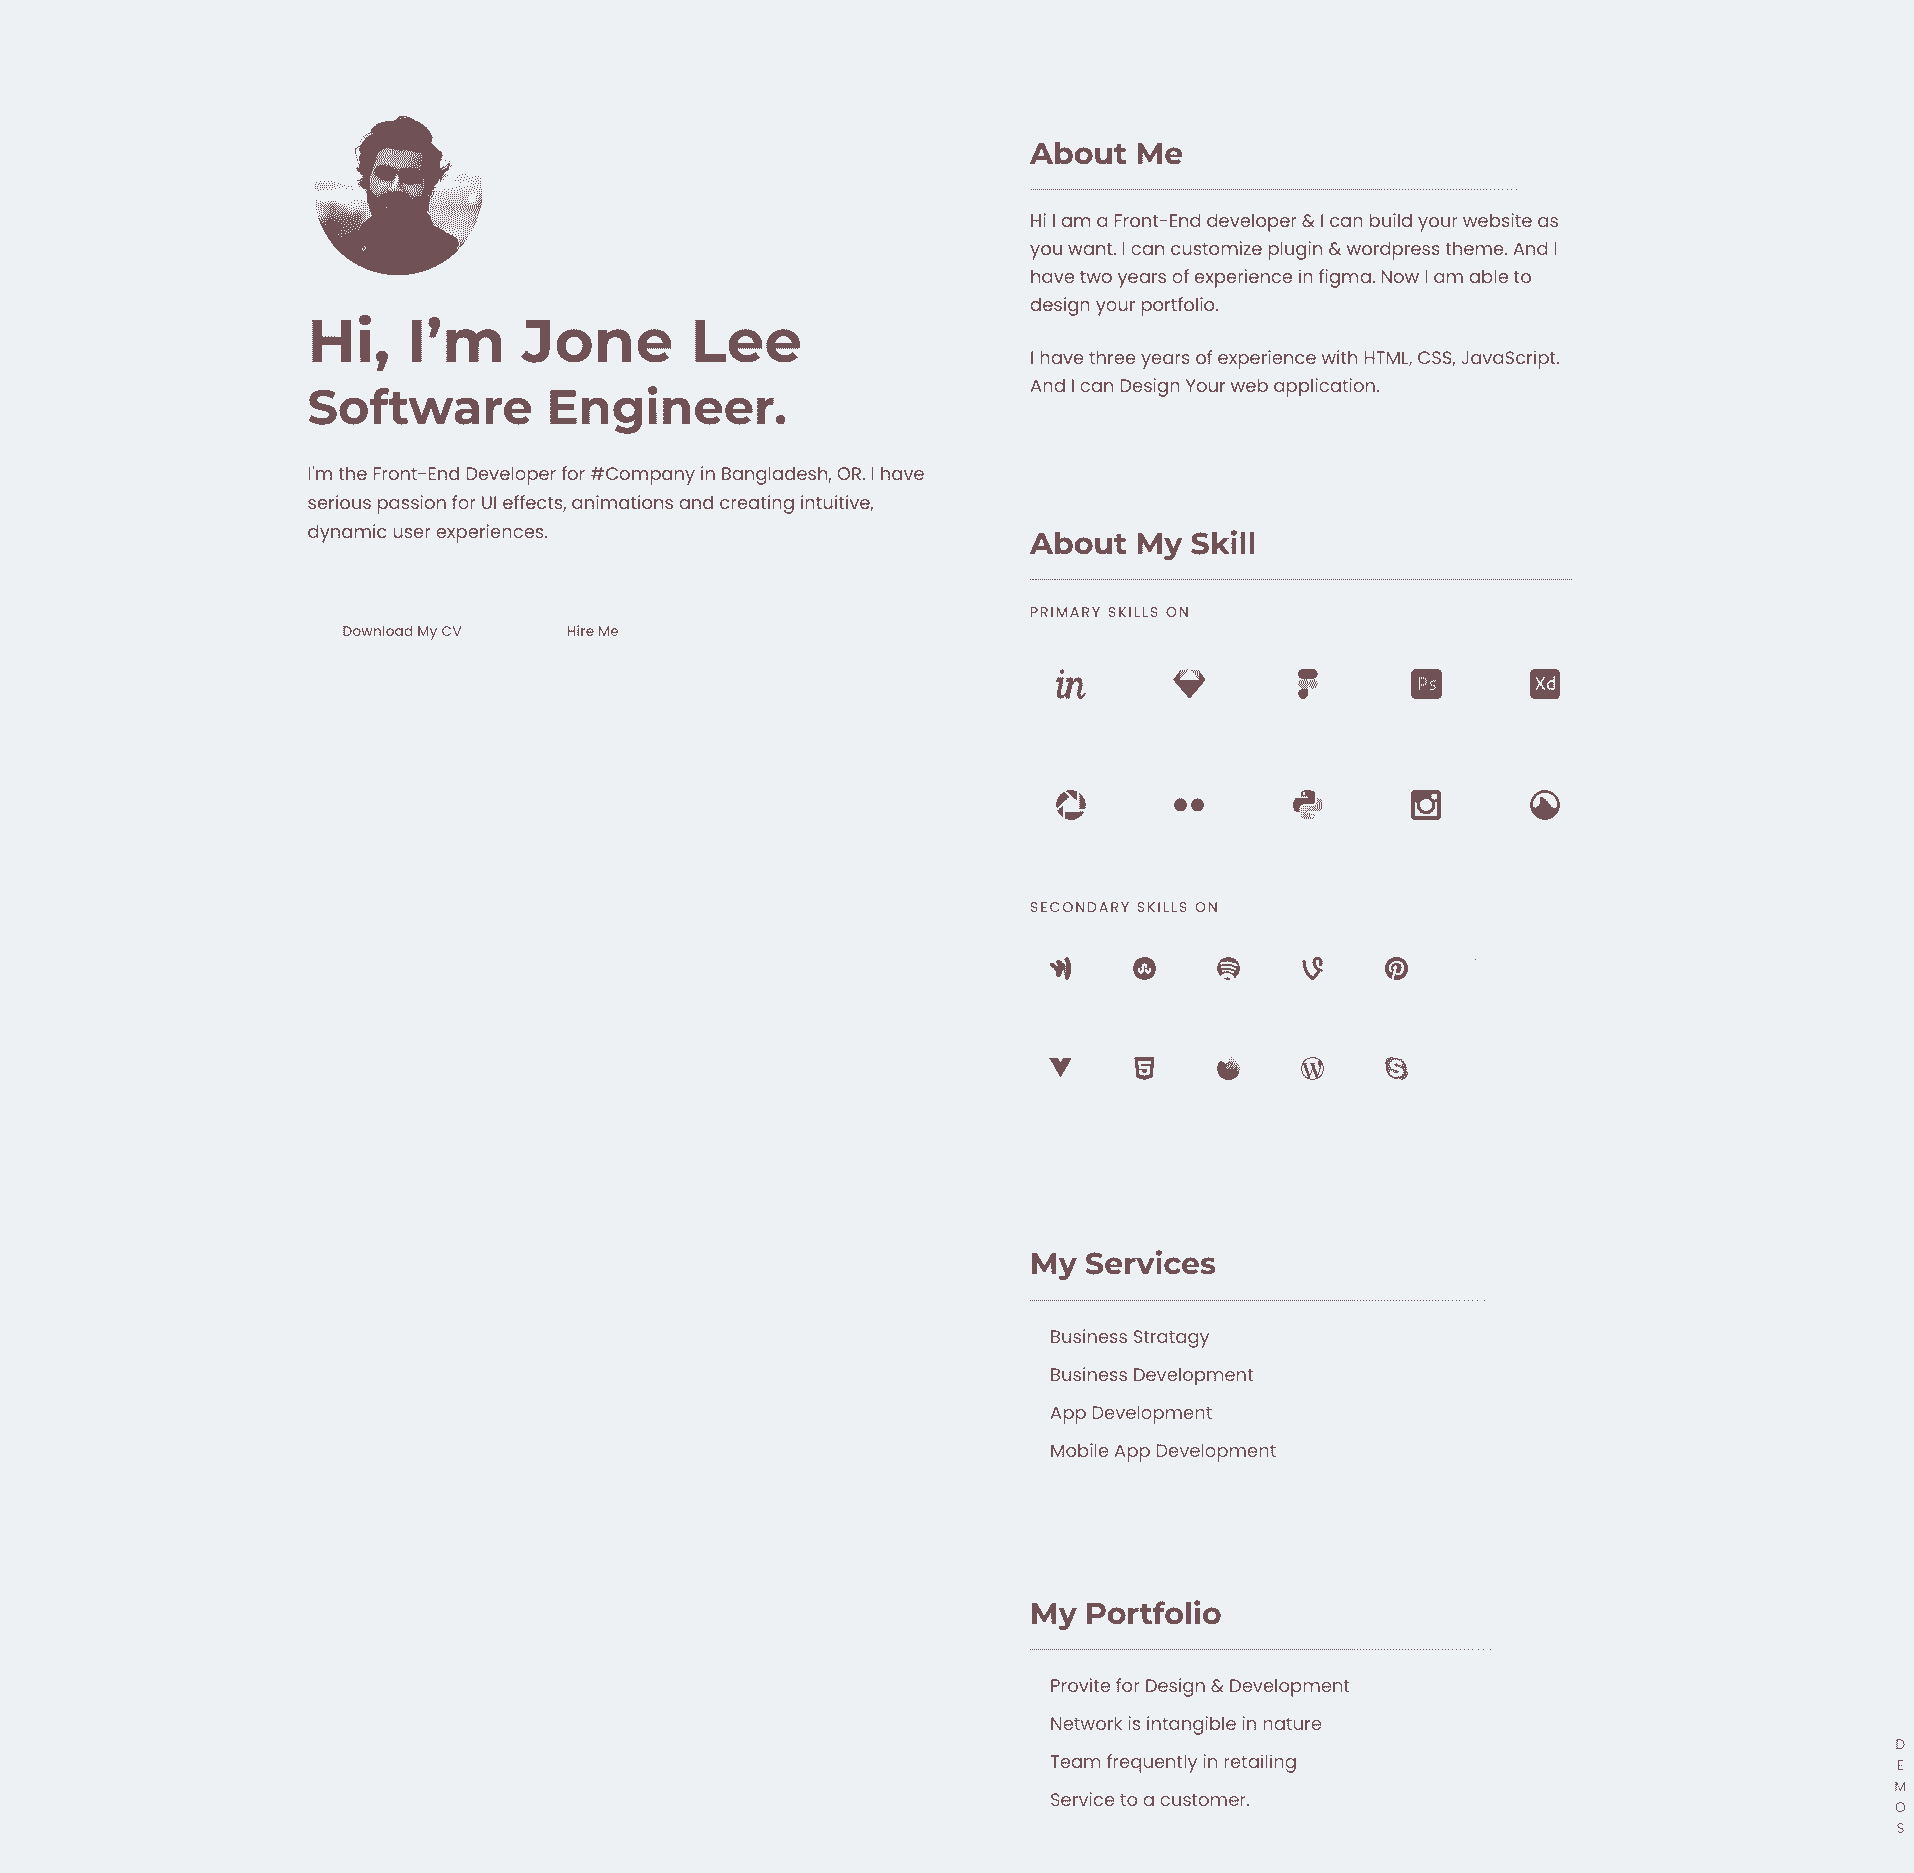 Hi, I’m Jone Lee
Software Engineer.
I'm the Front-End Developer for #Company in Bangladesh, OR. I have
serious passion for UI effects, animations and creating intuitive,
dynamic user experiences.
Download My CV
Hire Me
About Me
Hi I am a Front-End developer & I can build your website as
you want. I can customize plugin & wordpress theme. And I
have two years of experience in figma. Now I am able to
design your portfolio.
I have three years of experience with HTML, CSS, JavaScript.
And I can Design Your web application.
About My Skill
PRIMARY SKILLS ON
in
Ps
Xd
SECONDARY SKILLS ON
My Services
Business Stratagy
Business Development
App Development
Mobile App Development
My Portfolio
Provite for Design & Development
Network is intangible in nature
Team frequently in retailing
Service to a customer.
D
E
M
O
S